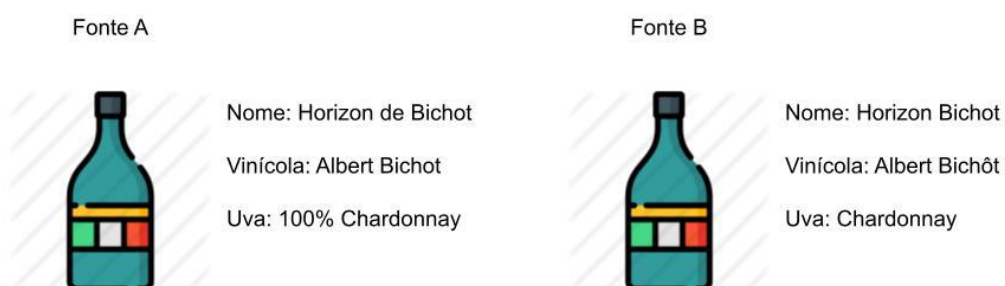 Fonte A
Fonte B
Nome: Horizon de Bichot
Vinícola: Albert Bichot
Uva: 100% Chardonnay
Nome: Horizon Bichot
Vinícola: Albert Bichôt
Uva: Chardonnay